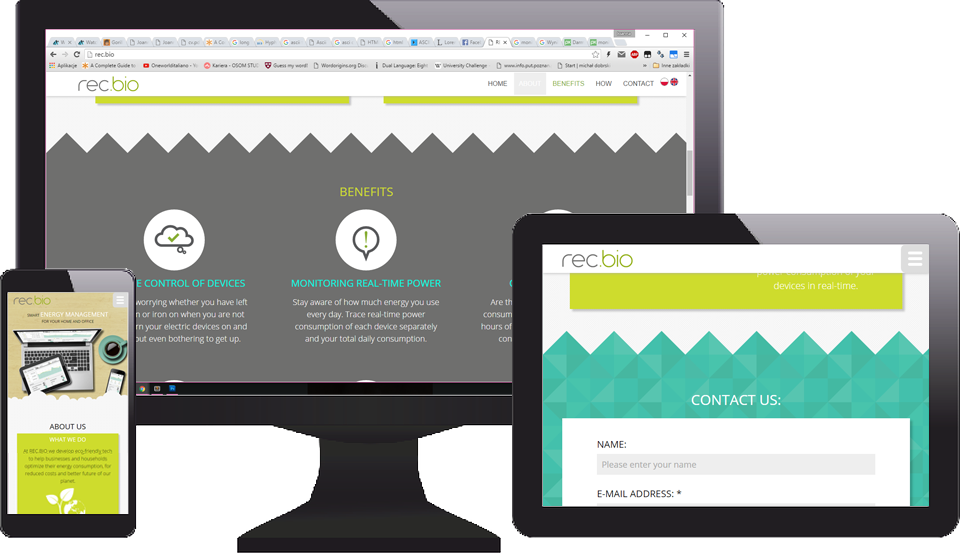 rec.bio
Aplikacje
A Complete Guide to
Oneworlditaliano - Yo
Kariera - OSOM STU
Guess my word!
Wordongins.org Disc
Dual Language: Eigh
University Challenge
www.info.put.poznan
Start | michal dobrski
Inne zakładki
rec.bio
HOME
ABOUT
BENEFITS
HOW
CONTACT
BENEFITS
E CONTROL OF DEVICES
worrying whether you have left
n or iron on when you are not
rn your electric devices on and
out even bothering to get up.
MONITORING REAL-TIME POWER
Stay aware of how much energy you use
every day. Trace real-time power
consumption of each device separately
and your total daily consumption.
Are th
consum
hours of
con
rec.bio
SMART ENERGY MANAGEMENT
FOR YOUR HOME AND OFFICE
ABOUT US
WHAT WE DO
At REC.BIO we develop eco-friendly tech
to help businesses and households
optimize their energy consumption, for
reduced costs and better future of our
planet.
rec.bio
power consumption of your
devices in real-time.
CONTACT US:
NAME:
Please enter your name
E-MAIL ADDRESS: *